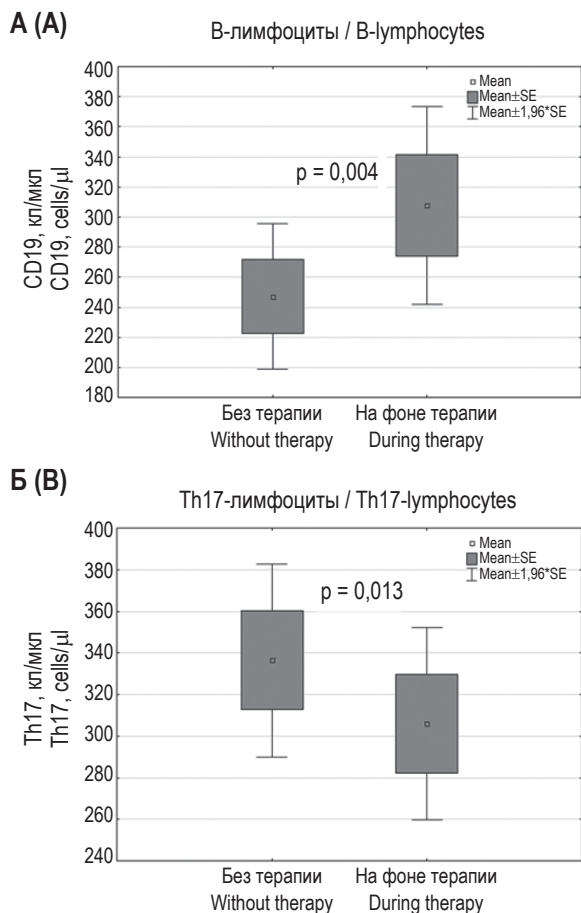 А (A)
В-лимфоциты / B-lymphocytes
400
380
360
340
320
300
280
260
240
220
200
180
CD19, кл/мкл
CD19, cells/µl
Mean
Mean±SE
Mean±1,96*SE
p = 0,004
Без терапии
Without therapy
На фоне терапии
During therapy
Б (B)
Th17-лимфоциты / Th17-lymphocytes
400
380
360
340
320
300
280
260
240
Th17, кл/мкл
Th17, cells/µl
Mean
Mean±SE
Mean±1,96*SE
p = 0,013
Без терапии
Without therapy
На фоне терапии
During therapy